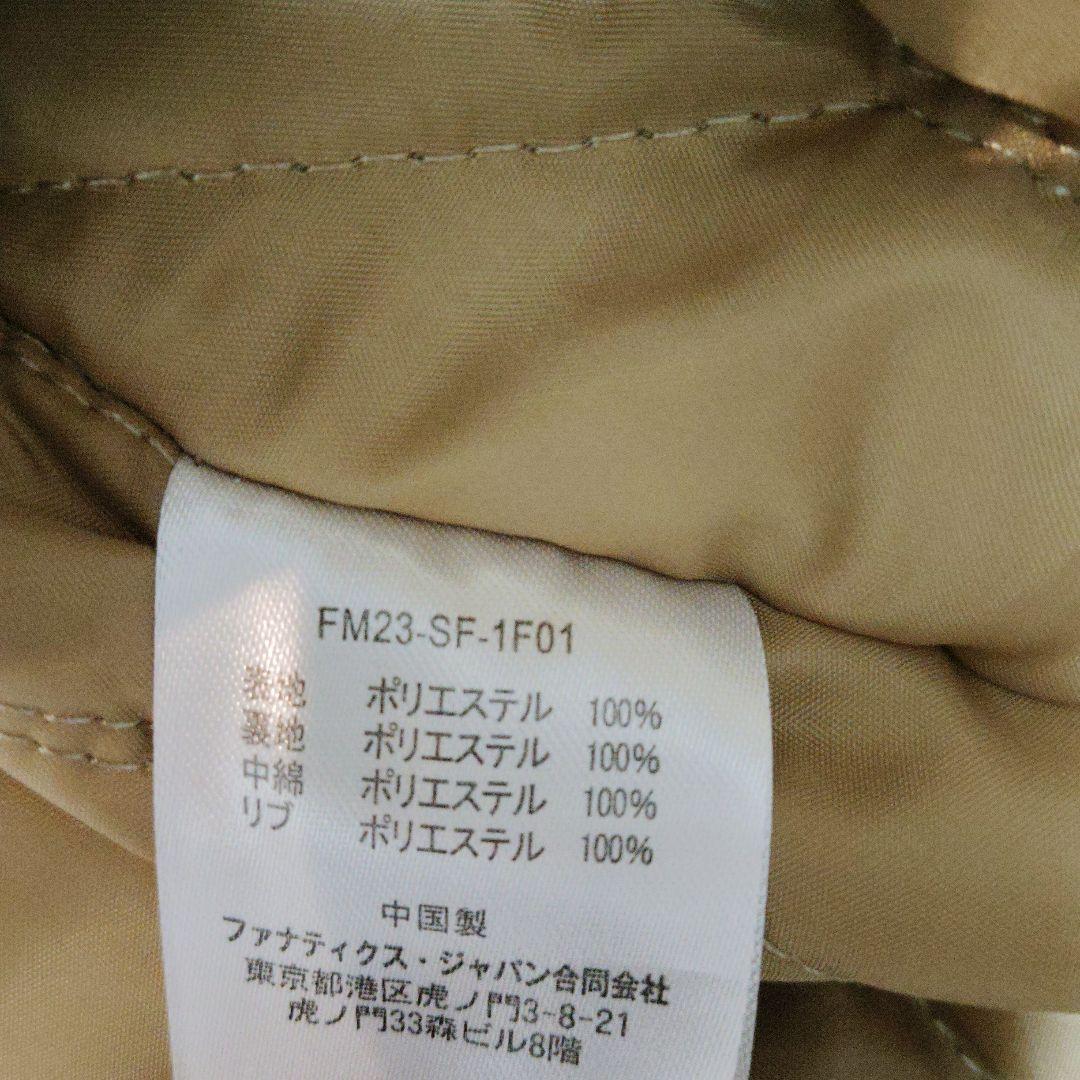 FM23-SF-1F01
表地 ポリエステル 100%
裏地 ポリエステル 100%
中綿 ポリエステル 100%
リブ ポリエステル 100%
中国製
ファナティクス・ジャパン合同会社
東京都港区虎ノ門3-8-21
虎ノ門33森ビル8階